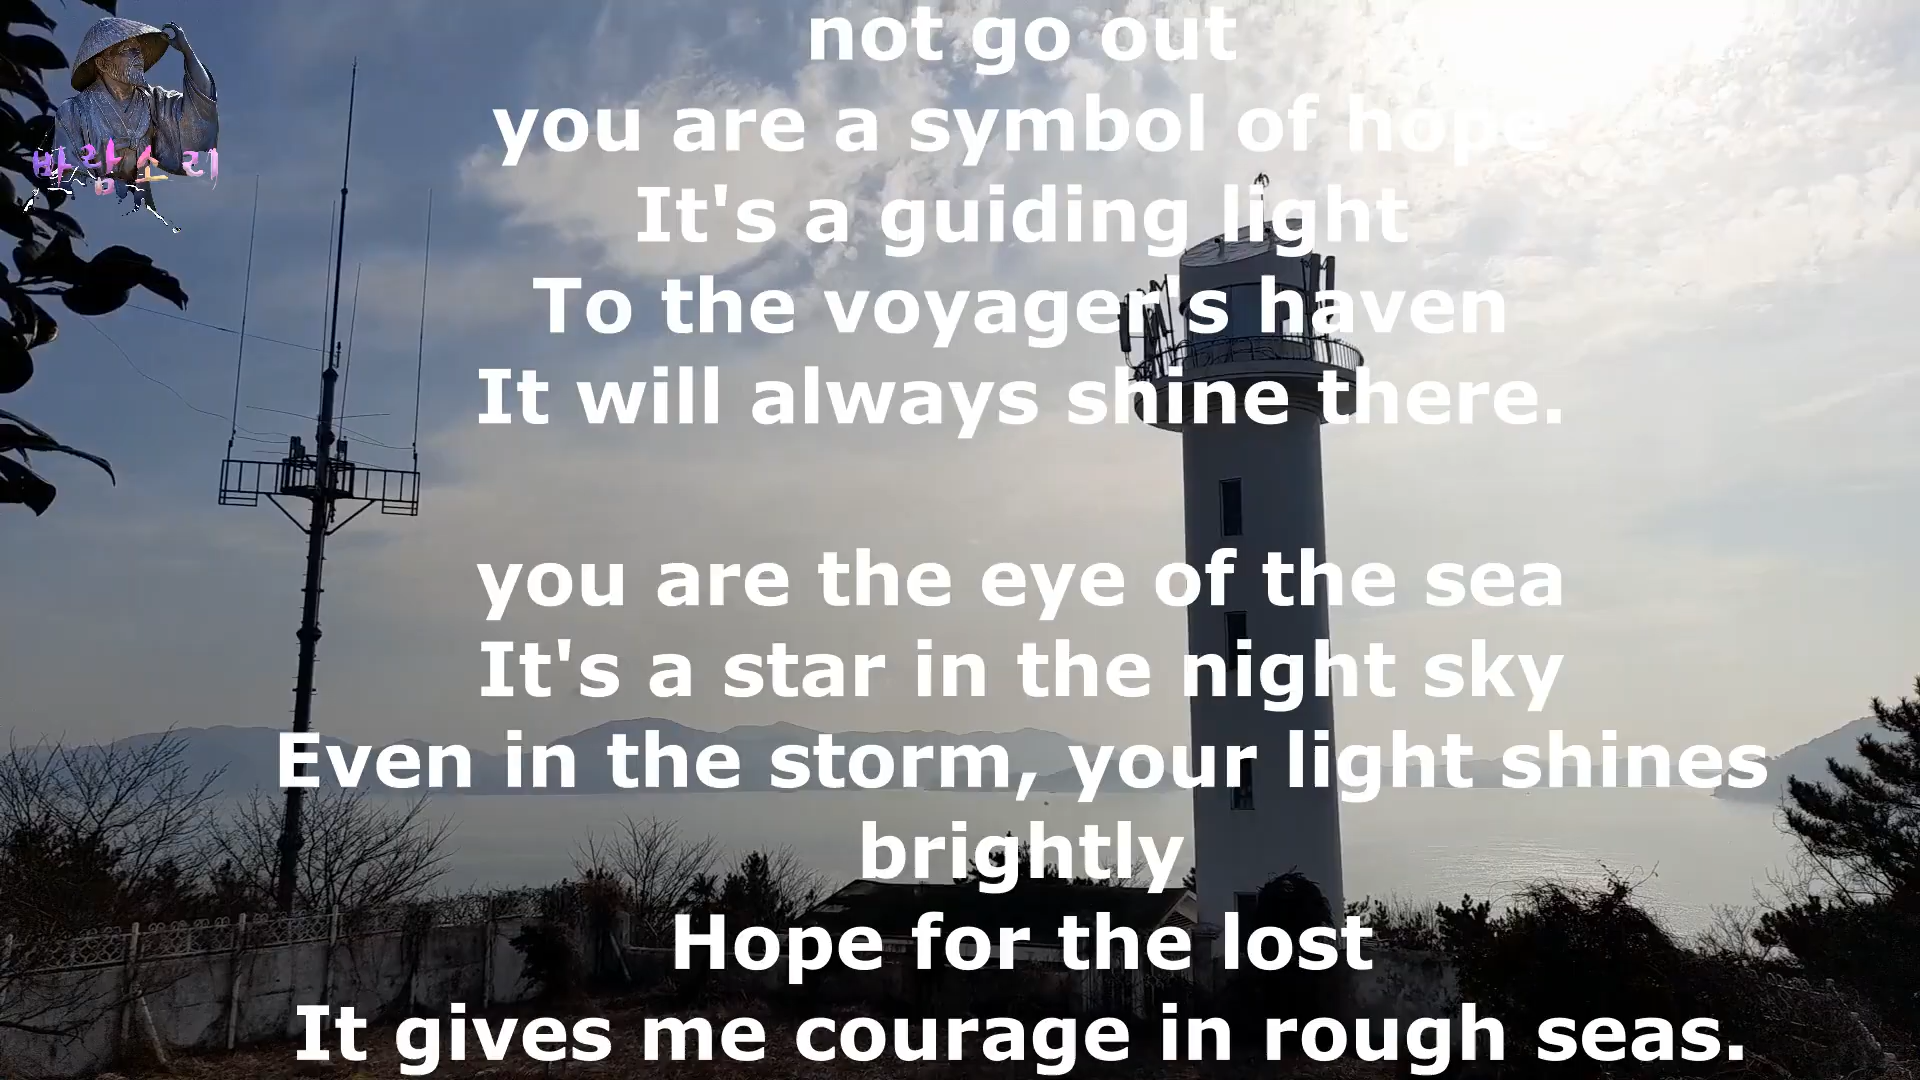 바람소리
not go out
you are a symbol of hope
It's a guiding light
To the voyager's haven
It will always shine there.
you are the eye of the sea
It's a star in the night sky
Even in the storm, your light shines
brightly
Hope for the lost
It gives me courage in rough seas.